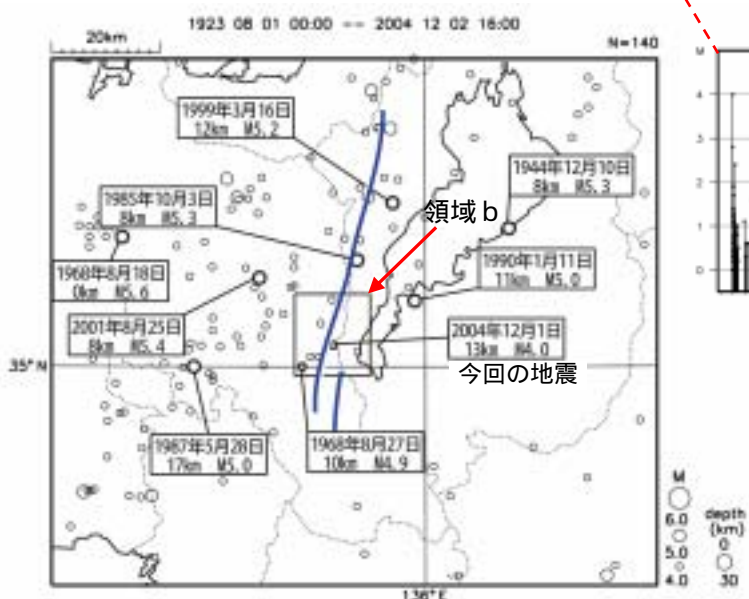 1923 08 01 00:00 -- 2004 12 02 16:00
20km
N=140
1999年3月16日
12km M5.2
1944年12月10日
8km M5.3
1985年10月3日
8km M5.3
領域b
1968年8月18日
0km M5.6
1990年1月11日
11km M5.0
2001年8月25日
8km M5.4
2004年12月1日
13km M4.0
今回の地震
35°N
1987年5月28日
17km M5.0
1968年8月27日
10km M4.9
136°E
M
6.0
5.0
4.0
depth
(km)
0
30
M
4
3
2
1
0